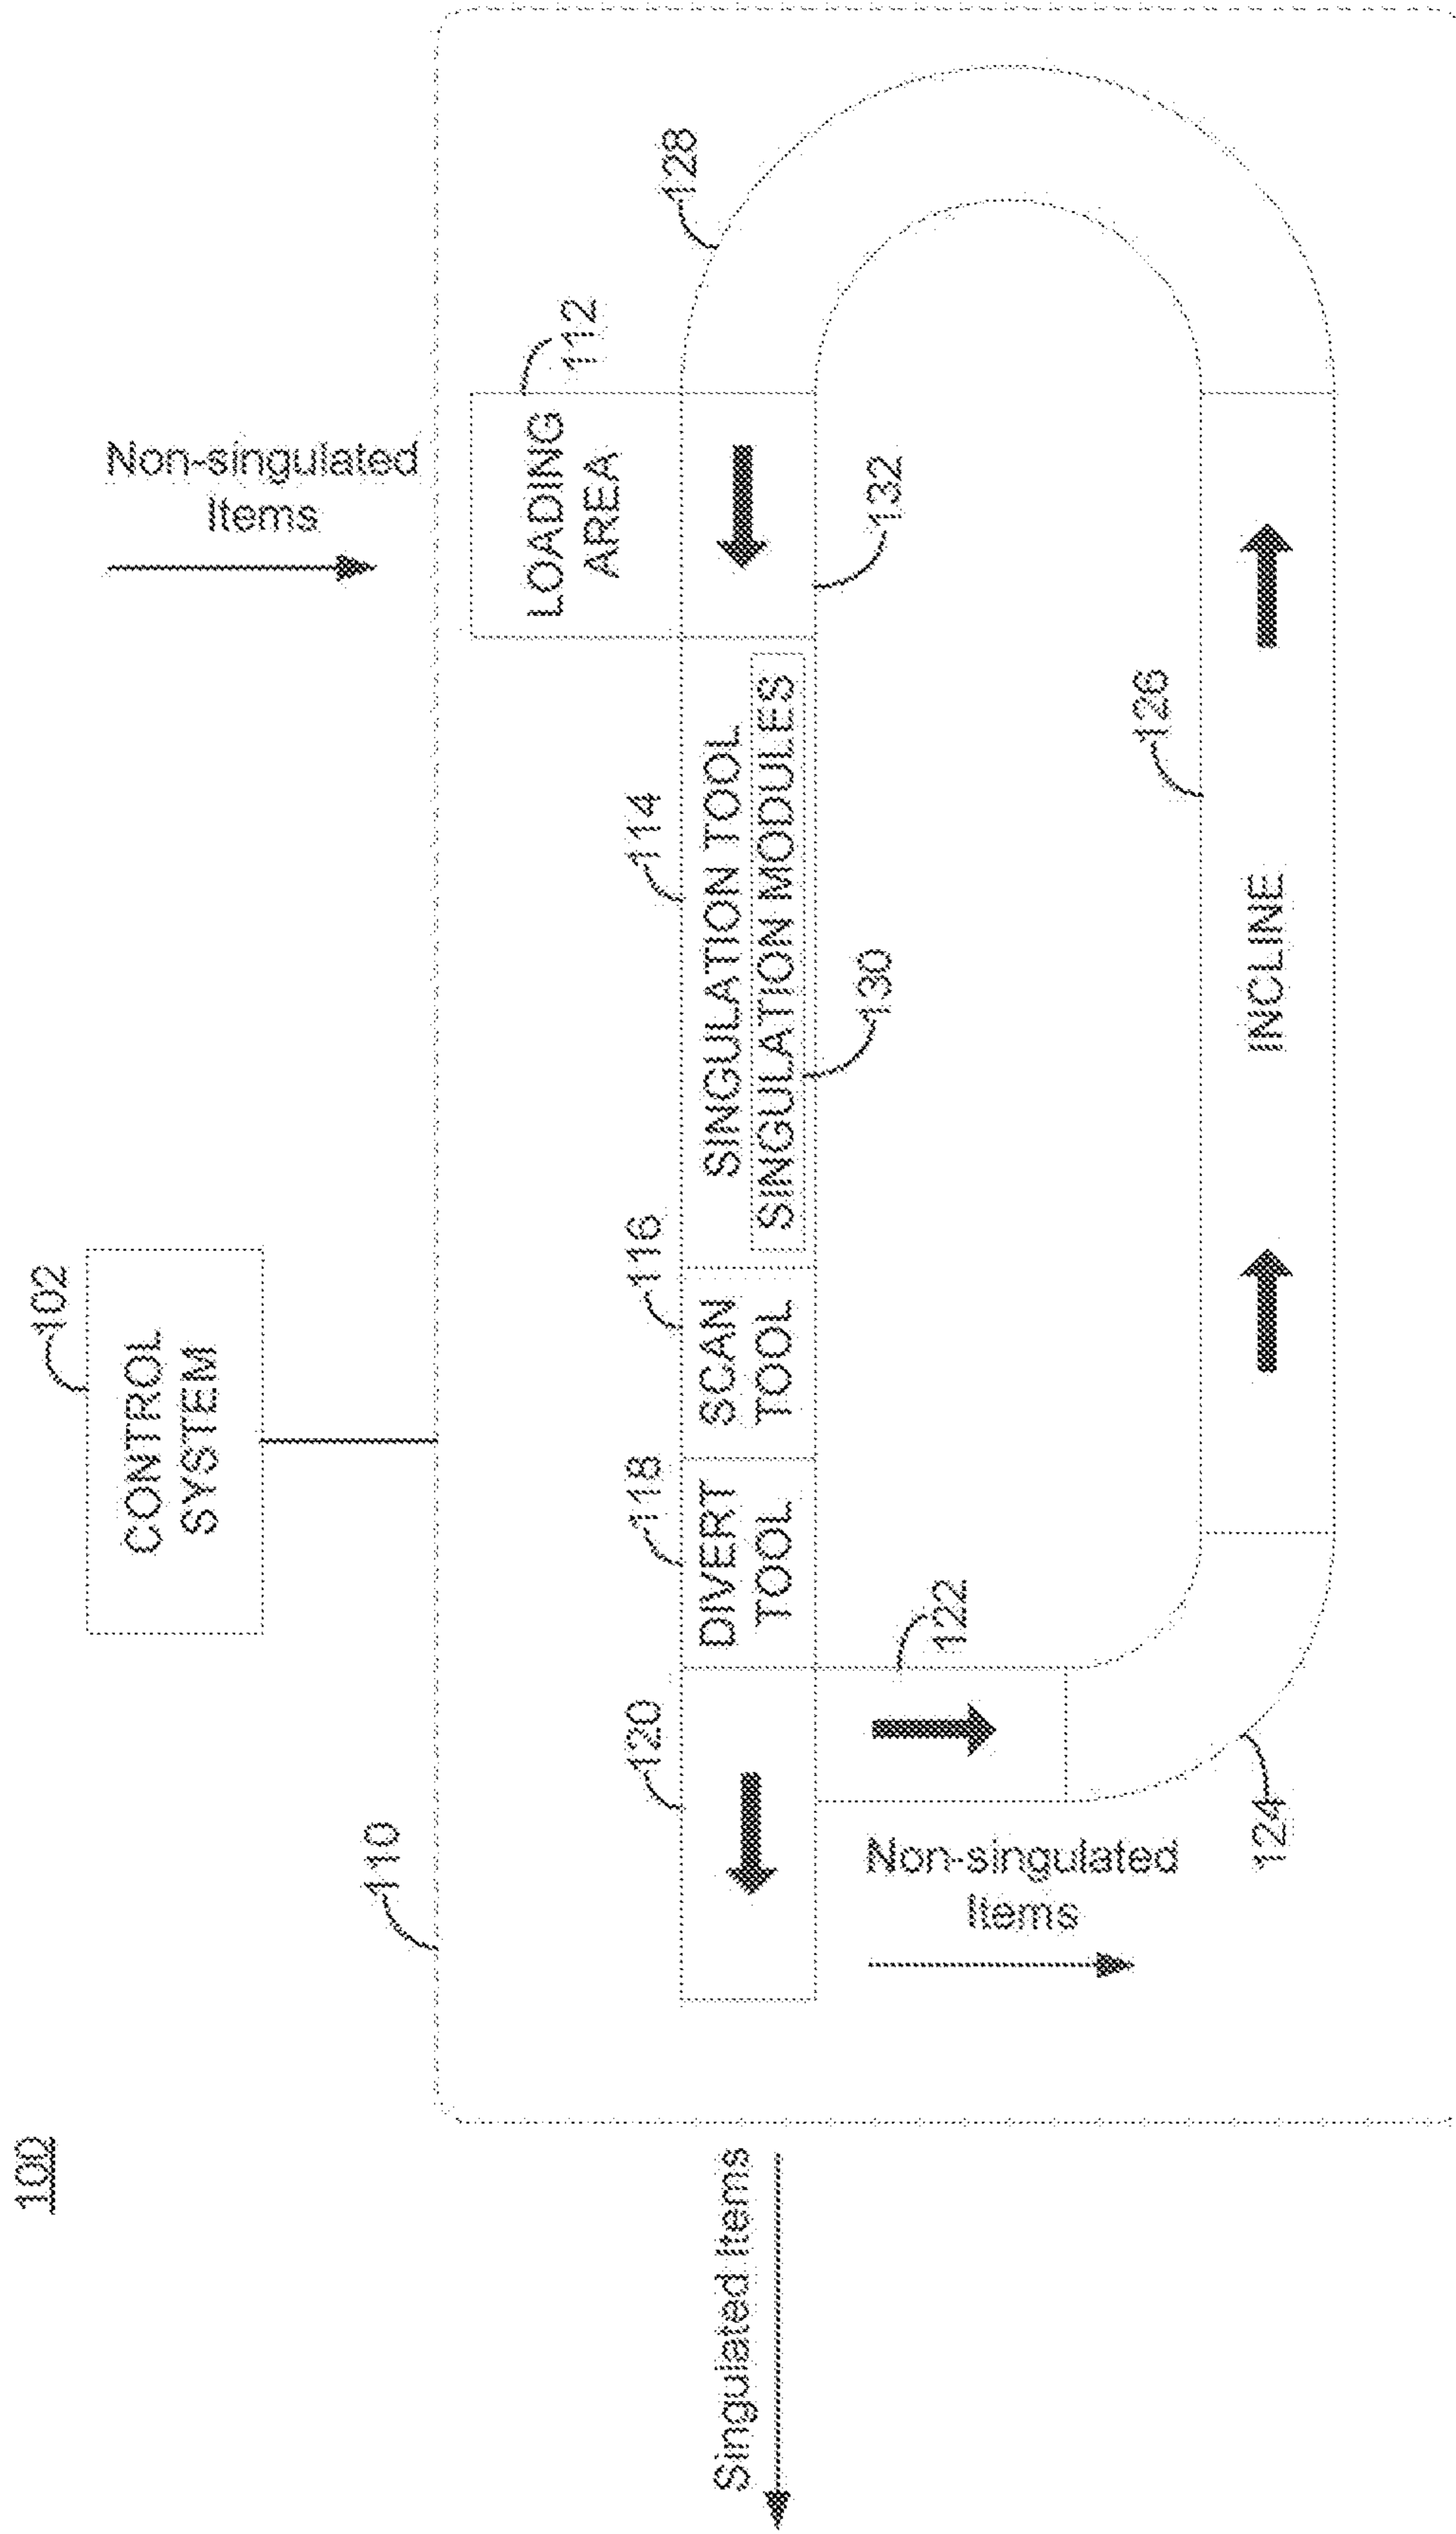 100
CONTROL
SYSTEM
102
Non-singulated
Items
110
LOADING
AREA
112
128
120
118
116
114
DIVERT
TOOL
SCAN
TOOL
SINGULATION TOOL
SINGULATION MODULES
Singulated Items
122
130
132
Non-singulated
Items
124
126
INCLINE